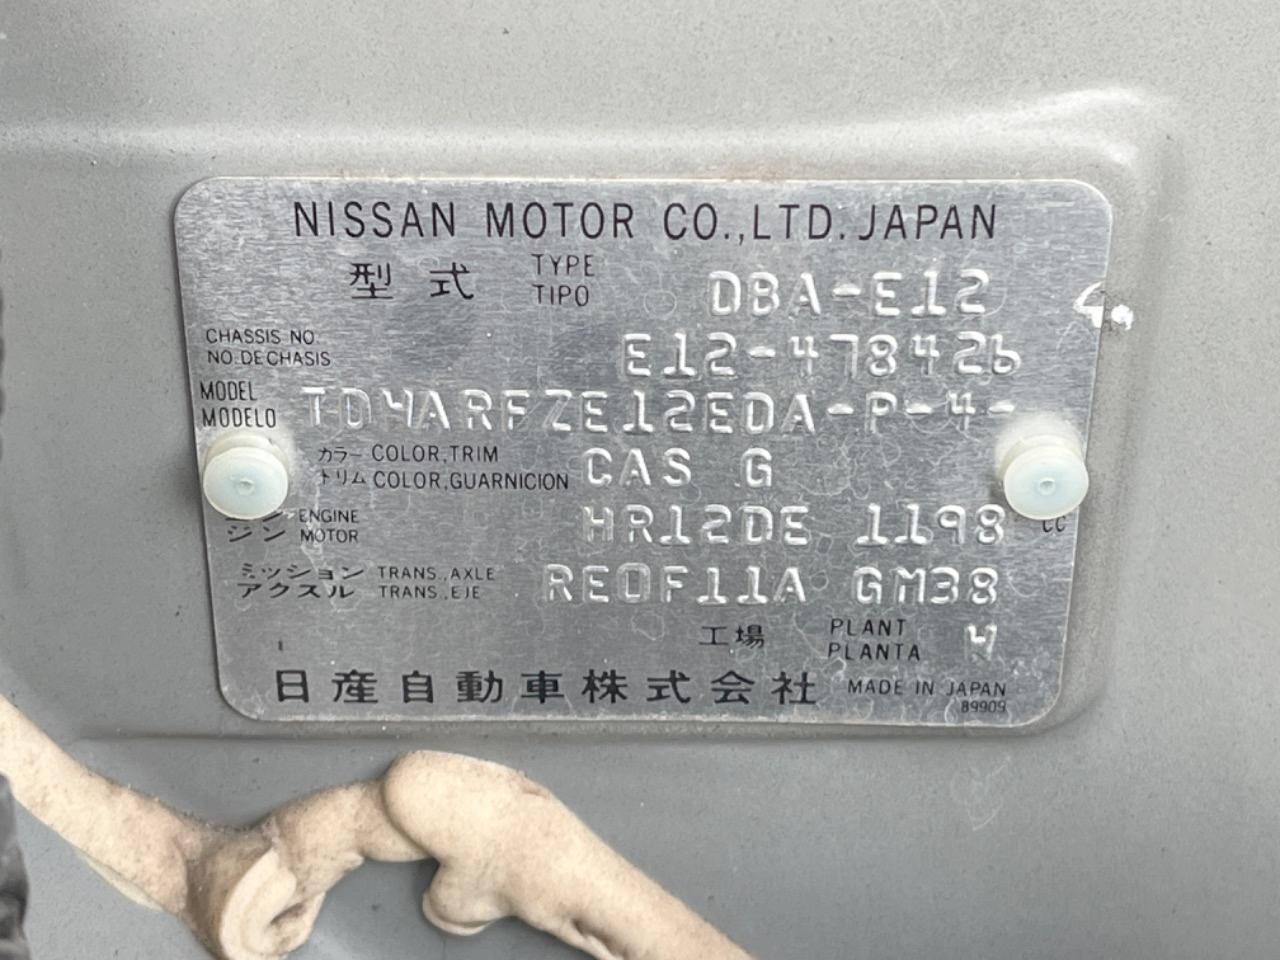 NISSAN MOTOR CO.,LTD. JAPAN
型式 TYPE TIPO DBA-E12
CHASSIS NO
NO.DE CHASIS E12-478426
MODEL
MODELO TDWARFZE12EDA-P-4-
カラー COLOR,TRIM
トリム COLOR,GUARNICION CAS G
ENGINE
ジン MOTOR HR12DE 1198 CC
ミッション TRANS.,AXLE
アクスル TRANS.,EJE RE0F11A GM38
工場 PLANT PLANTA W
日産自動車株式会社 MADE IN JAPAN
89909